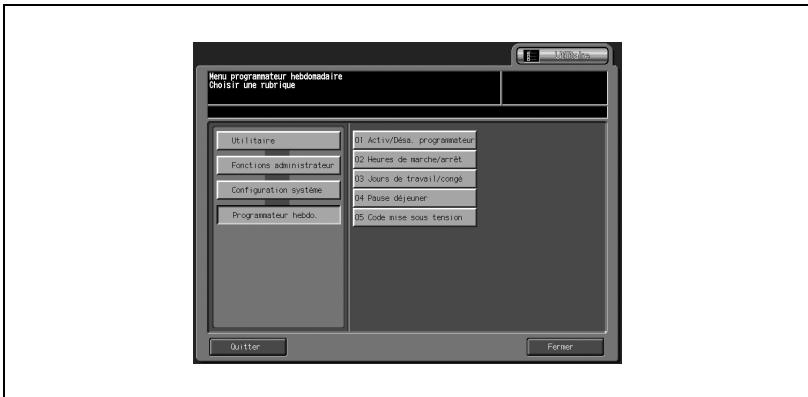 Utilitaire
Menu programmateur hebdomadaire
Choisir une rubrique
Utilitaire
Fonctions administrateur
Configuration système
Programmateur hebdo.
01 Activ/Désa. programmateur
02 Heures de marche/arrêt
03 Jours de travail/congé
04 Pause déjeuner
05 Code mise sous tension
Quitter
Fermer